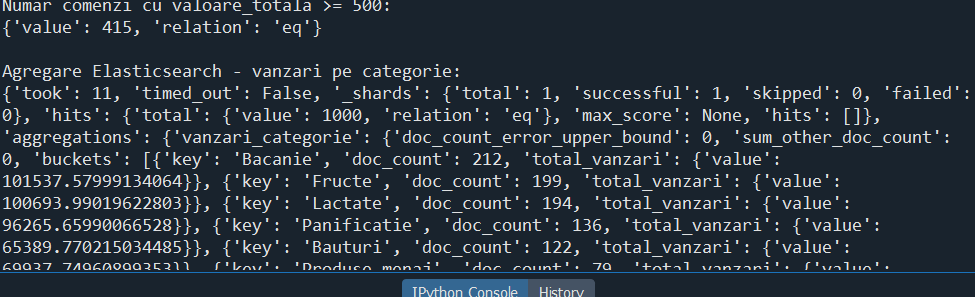 Numar comenzi cu valoare_totala >= 500:
{'value': 415, 'relation': 'eq'}
Agregare Elasticsearch - vanzari pe categorie:
{'took': 11, 'timed_out': False, '_shards': {'total': 1, 'successful': 1, 'skipped': 0, 'failed':
0}, 'hits': {'total': {'value': 1000, 'relation': 'eq'}, 'max_score': None, 'hits': []},
'aggregations': {'vanzari_categorie': {'doc_count_error_upper_bound': 0, 'sum_other_doc_count':
0, 'buckets': [{'key': 'Bacanie', 'doc_count': 212, 'total_vanzari': {'value':
101537.57999134064}}, {'key': 'Fructe', 'doc_count': 199, 'total_vanzari': {'value':
100693.99019622803}}, {'key': 'Lactate', 'doc_count': 194, 'total_vanzari': {'value':
96265.65990066528}}, {'key': 'Panificatie', 'doc_count': 136, 'total_vanzari': {'value':
65389.770215034485}}, {'key': 'Bauturi', 'doc_count': 122, 'total_vanzari': {'value':
69937.74960899353}}, {'key': 'Produse menaj', 'doc_count': 79, 'total_vanzari': {'value':
IPython Console History